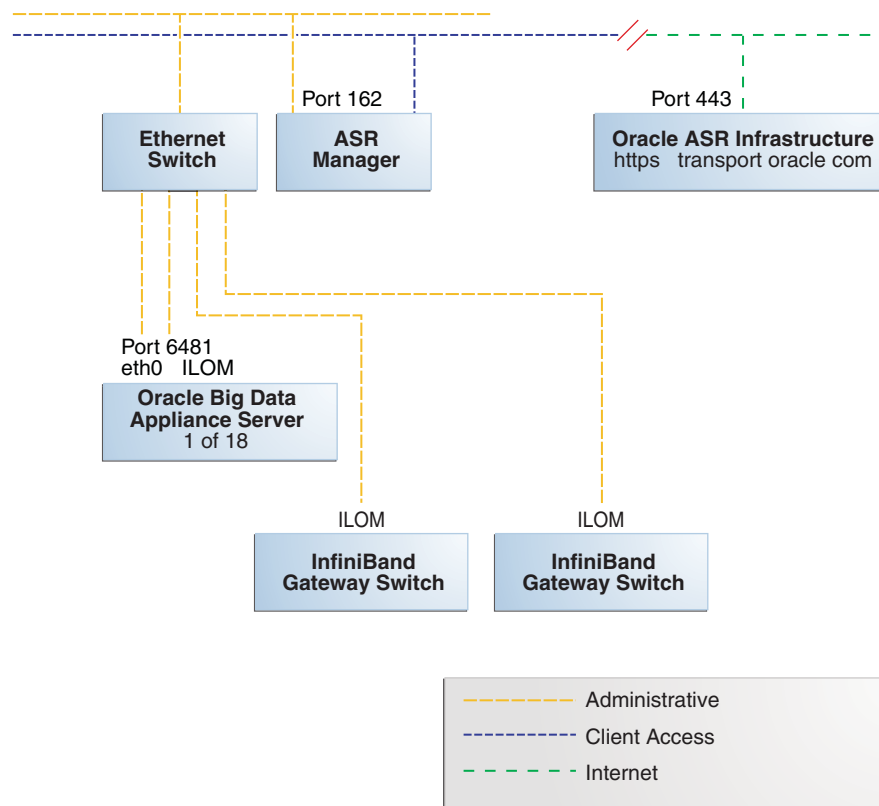 Port 162
Port 443
Ethernet
Switch
ASR
Manager
Oracle ASR Infrastructure
https transport oracle com
Port 6481
eth0 ILOM
Oracle Big Data
Appliance Server
1 of 18
ILOM
ILOM
InfiniBand
Gateway Switch
InfiniBand
Gateway Switch
Administrative
Client Access
Internet